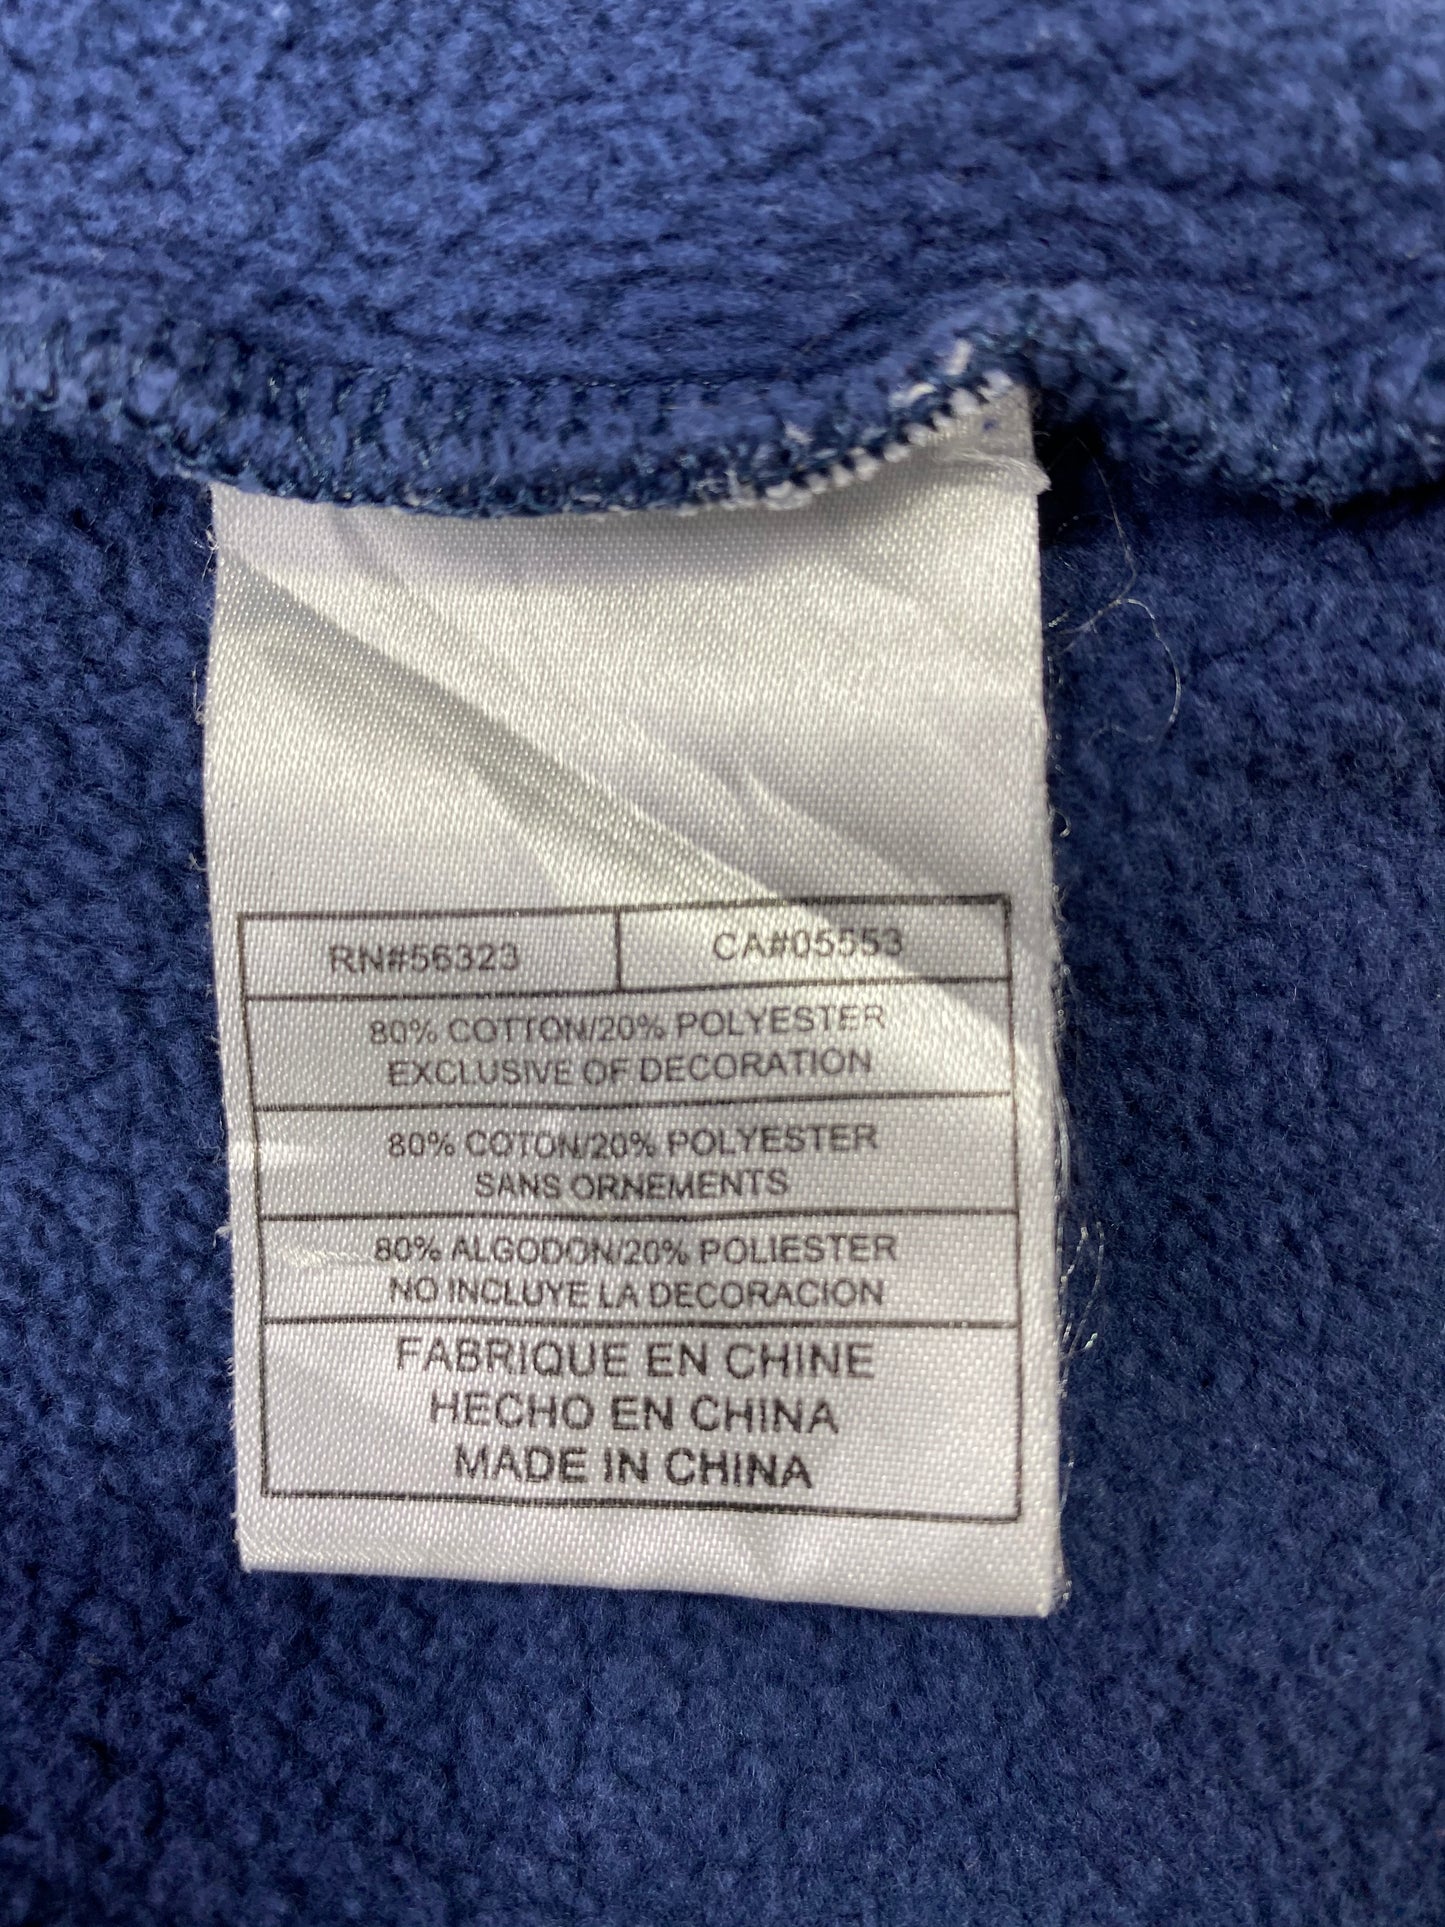 RN#56323 CA#05553
80% COTTON/20% POLYESTER
EXCLUSIVE OF DECORATION
80% COTON/20% POLYESTER
SANS ORNEMENTS
80% ALGODON/20% POLIESTER
NO INCLUYE LA DECORACION
FABRIQUE EN CHINE
HECHO EN CHINA
MADE IN CHINA